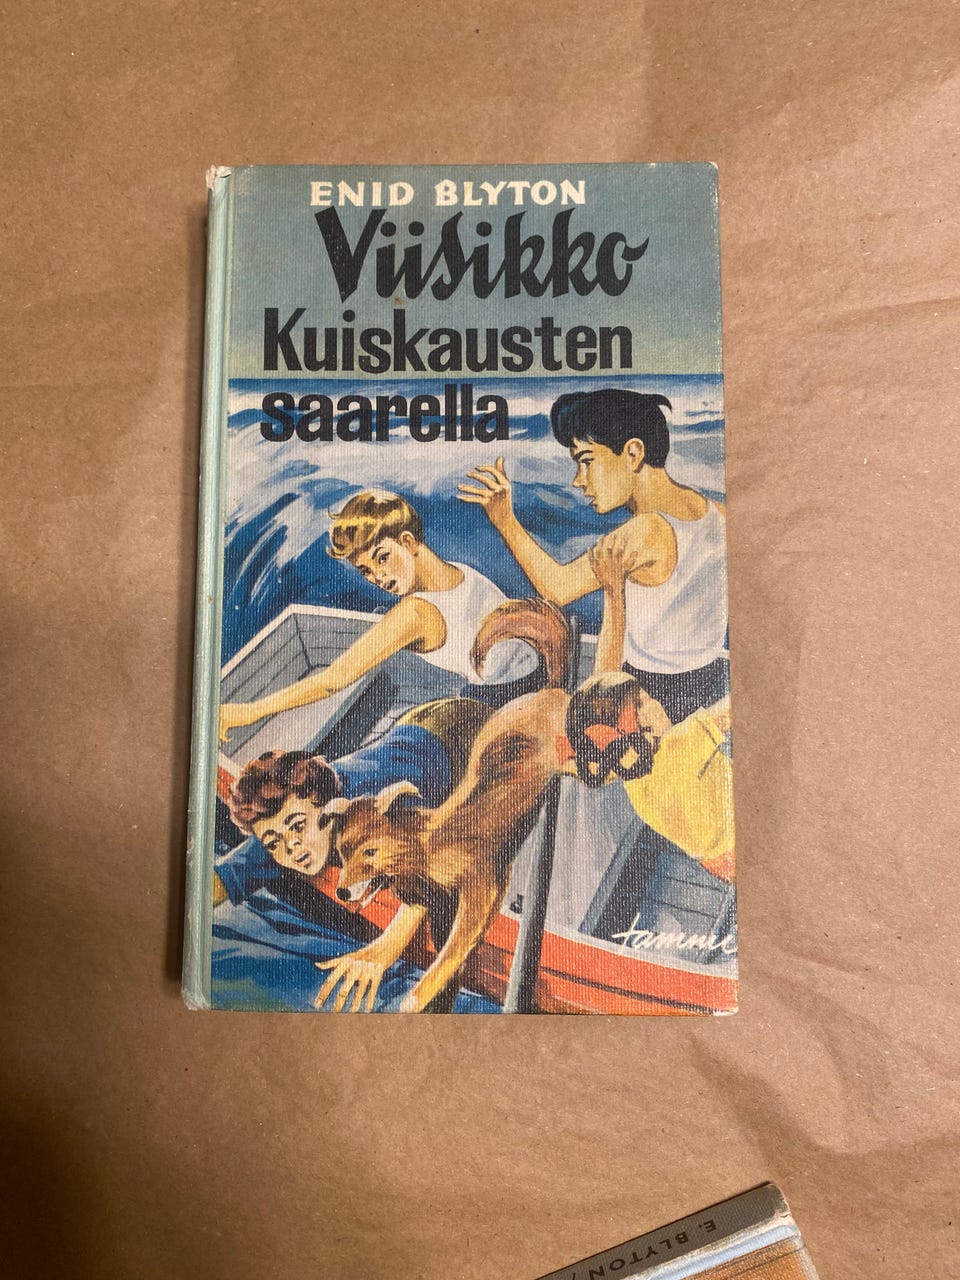 ENID BLYTON
Viisikko
Kuiskausten
saarella
tammi
E. BLYTON /